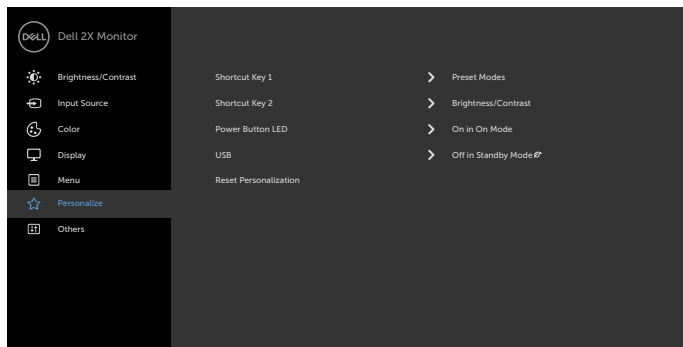 DELL
Dell 2X Monitor
Brightness/Contrast
Shortcut Key 1
Preset Modes
Input Source
Shortcut Key 2
Brightness/Contrast
Color
Power Button LED
On in On Mode
Display
USB
Off in Standby Mode
Menu
Reset Personalization
Personalize
Others